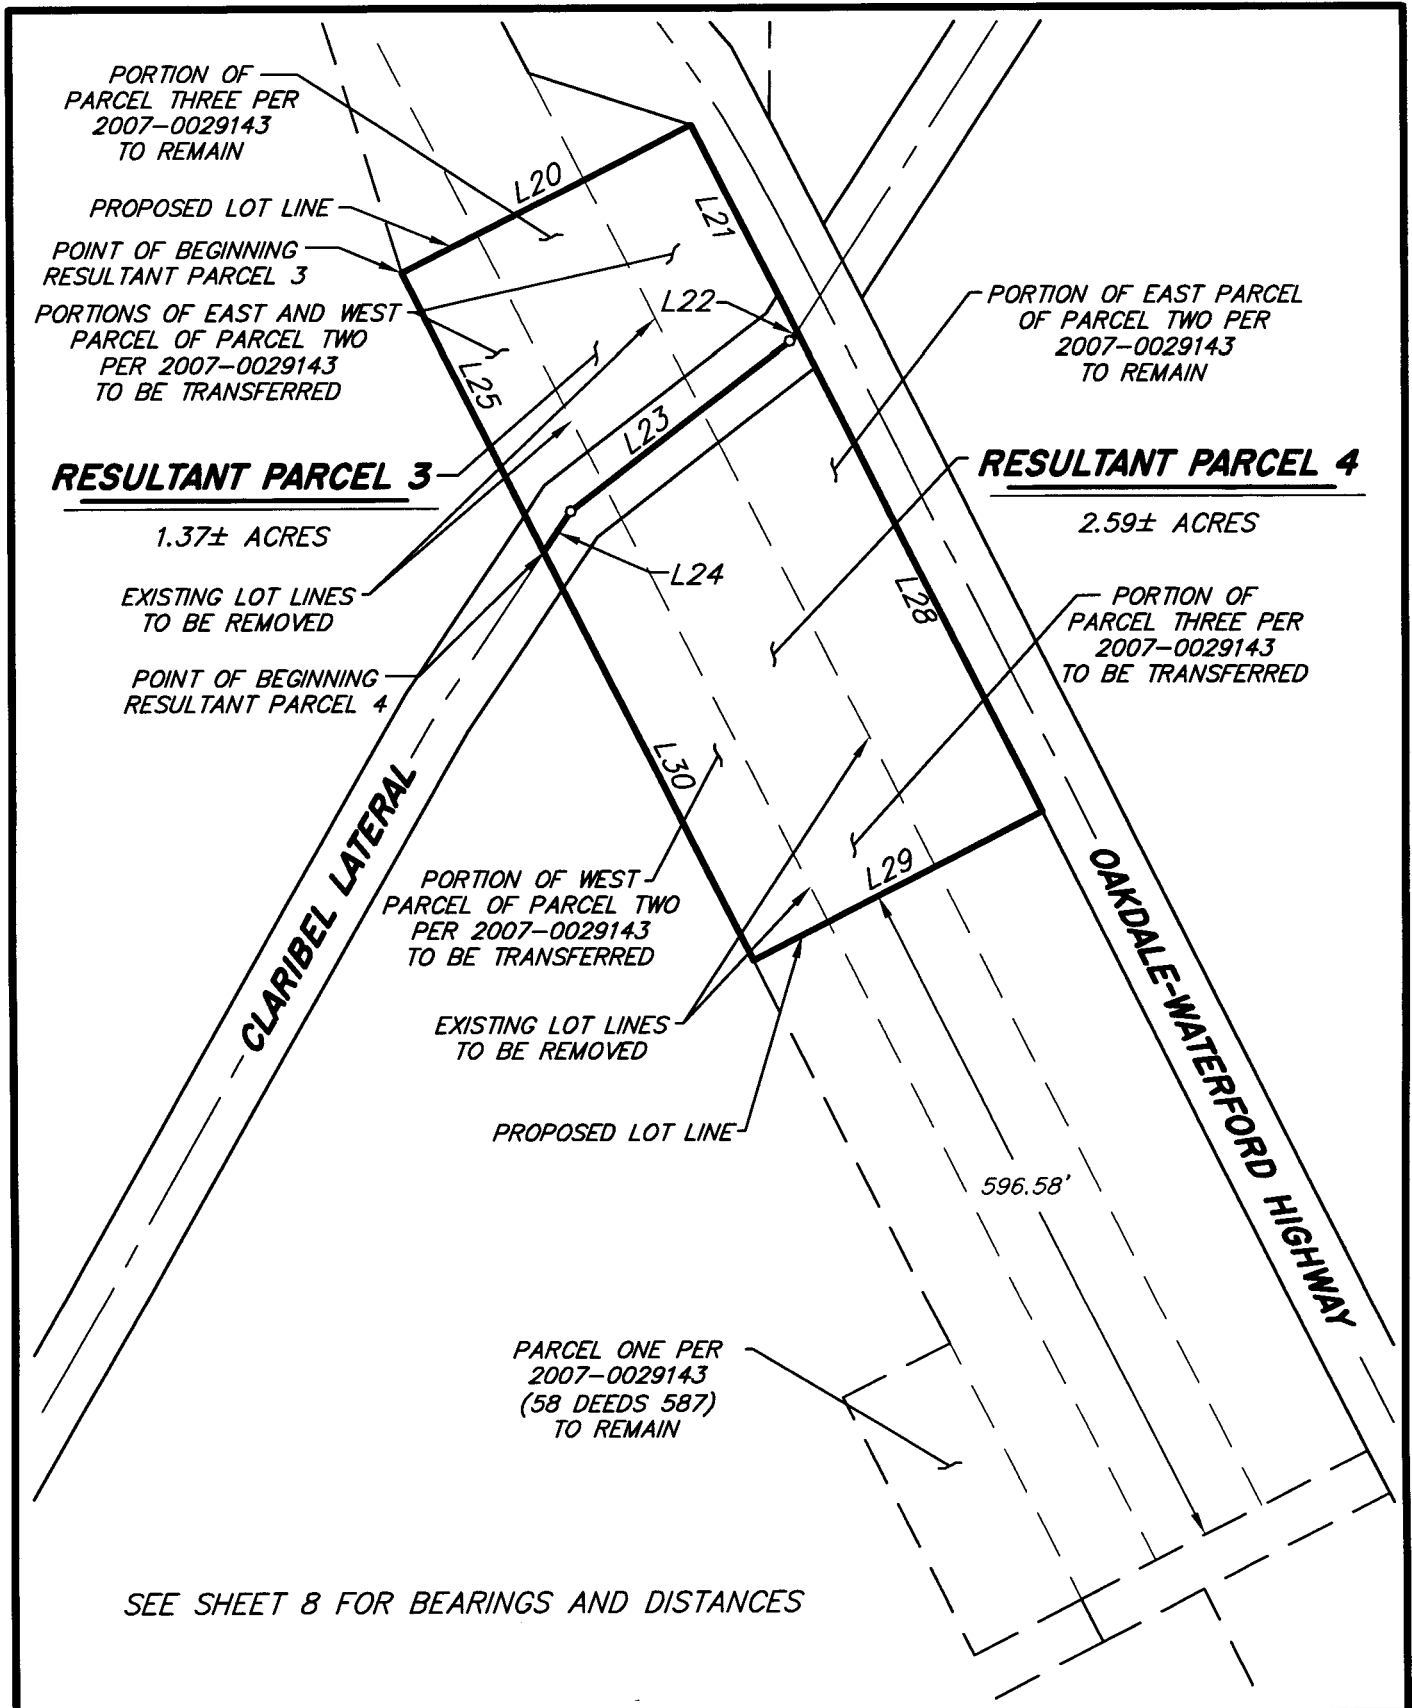 PORTION OF
PARCEL THREE PER
2007-0029143
TO REMAIN
PROPOSED LOT LINE
POINT OF BEGINNING
RESULTANT PARCEL 3
PORTIONS OF EAST AND WEST
PARCEL OF PARCEL TWO
PER 2007-0029143
TO BE TRANSFERRED
RESULTANT PARCEL 3
1.37± ACRES
EXISTING LOT LINES
TO BE REMOVED
POINT OF BEGINNING
RESULTANT PARCEL 4
L20
L21
L22
L23
L24
L25
PORTION OF EAST PARCEL
OF PARCEL TWO PER
2007-0029143
TO REMAIN
RESULTANT PARCEL 4
2.59± ACRES
L28
PORTION OF
PARCEL THREE PER
2007-0029143
TO BE TRANSFERRED
L30
L29
CLARIBEL LATERAL
PORTION OF WEST
PARCEL OF PARCEL TWO
PER 2007-0029143
TO BE TRANSFERRED
EXISTING LOT LINES
TO BE REMOVED
PROPOSED LOT LINE
OAKDALE-WATERFORD HIGHWAY
596.58'
PARCEL ONE PER
2007-0029143
(58 DEEDS 587)
TO REMAIN
SEE SHEET 8 FOR BEARINGS AND DISTANCES